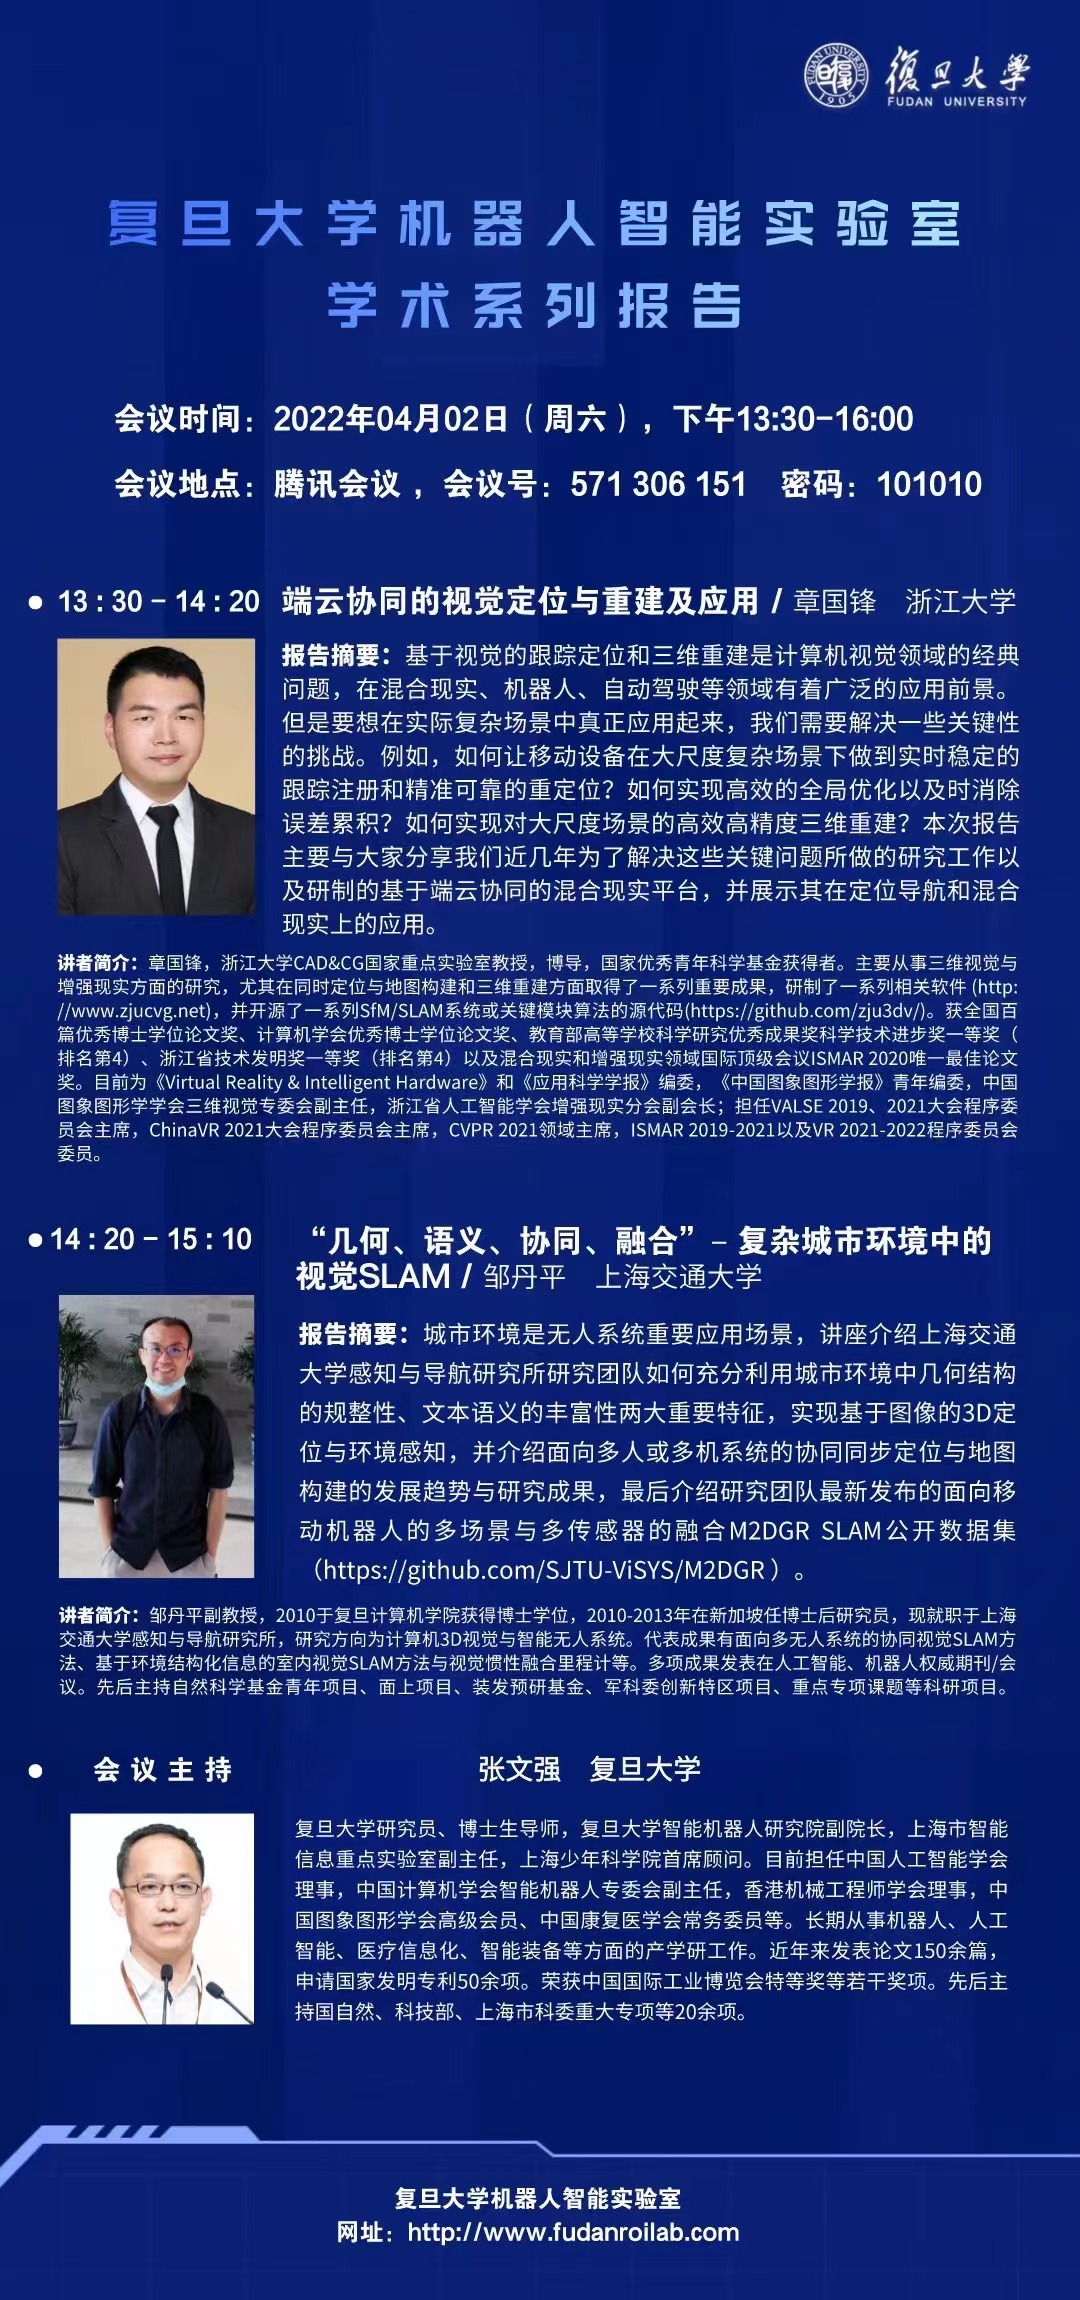 復旦大學
FUDAN UNIVERSITY
FUDAN UNIVERSITY
1905
复旦大学机器人智能实验室
学术系列报告
会议时间：2022年04月02日（周六），下午13:30-16:00
会议地点：腾讯会议，会议号：571 306 151 密码：101010
13:30-14:20 端云协同的视觉定位与重建及应用 / 章国锋 浙江大学
报告摘要：基于视觉的跟踪定位和三维重建是计算机视觉领域的经典
问题，在混合现实、机器人、自动驾驶等领域有着广泛的应用前景。
但是要想在实际复杂场景中真正应用起来，我们需要解决一些关键性
的挑战。例如，如何让移动设备在大尺度复杂场景下做到实时稳定的
跟踪注册和精准可靠的重定位？如何实现高效的全局优化以及时消除
误差累积？如何实现对大尺度场景的高效高精度三维重建？本次报告
主要与大家分享我们近几年为了解决这些关键问题所做的研究工作以
及研制的基于端云协同的混合现实平台，并展示其在定位导航和混合
现实上的应用。
讲者简介：章国锋，浙江大学CAD&CG国家重点实验室教授，博导，国家优秀青年科学基金获得者。主要从事三维视觉与
增强现实方面的研究，尤其在同时定位与地图构建和三维重建方面取得了一系列重要成果，研制了一系列相关软件 (http:
//www.zjucvg.net)，并开源了一系列SfM/SLAM系统或关键模块算法的源代码(https://github.com/zju3dv/)。获全国百
篇优秀博士学位论文奖、计算机学会优秀博士学位论文奖、教育部高等学校科学研究优秀成果奖科学技术进步奖一等奖（
排名第4）、浙江省技术发明奖一等奖（排名第4）以及混合现实和增强现实领域国际顶级会议ISMAR 2020唯一最佳论文
奖。目前为《Virtual Reality & Intelligent Hardware》和《应用科学学报》编委，《中国图象图形学报》青年编委，中国
图象图形学学会三维视觉专委会副主任，浙江省人工智能学会增强现实分会副会长；担任VALSE 2019、2021大会程序委
员会主席，ChinaVR 2021大会程序委员会主席，CVPR 2021领域主席，ISMAR 2019-2021以及VR 2021-2022程序委员会
委员。
14:20-15:10 “几何、语义、协同、融合” – 复杂城市环境中的
视觉SLAM / 邹丹平 上海交通大学
报告摘要：城市环境是无人系统重要应用场景，讲座介绍上海交通
大学感知与导航研究所研究团队如何充分利用城市环境中几何结构
的规整性、文本语义的丰富性两大重要特征，实现基于图像的3D定
位与环境感知，并介绍面向多人或多机系统的协同同步定位与地图
构建的发展趋势与研究成果，最后介绍研究团队最新发布的面向移
动机器人的多场景与多传感器的融合M2DGR SLAM公开数据集
（https://github.com/SJTU-ViSYS/M2DGR ）。
讲者简介：邹丹平副教授，2010于复旦计算机学院获得博士学位，2010-2013年在新加坡任博士后研究员，现就职于上海
交通大学感知与导航研究所，研究方向为计算机3D视觉与智能无人系统。代表成果有面向多无人系统的协同视觉SLAM方
法、基于环境结构化信息的室内视觉SLAM方法与视觉惯性融合里程计等。多项成果发表在人工智能、机器人权威期刊/会
议。先后主持自然科学基金青年项目、面上项目、装发预研基金、军科委创新特区项目、重点专项课题等科研项目。
会议主持 张文强 复旦大学
复旦大学研究员、博士生导师，复旦大学智能机器人研究院副院长，上海市智能
信息重点实验室副主任，上海少年科学院首席顾问。目前担任中国人工智能学会
理事，中国计算机学会智能机器人专委会副主任，香港机械工程师学会理事，中
国图象图形学会高级会员、中国康复医学会常务委员等。长期从事机器人、人工
智能、医疗信息化、智能装备等方面的产学研工作。近年来发表论文150余篇，
申请国家发明专利50余项。荣获中国国际工业博览会特等奖等若干奖项。先后主
持国自然、科技部、上海市科委重大专项等20余项。
复旦大学机器人智能实验室
网址：http://www.fudanroilab.com